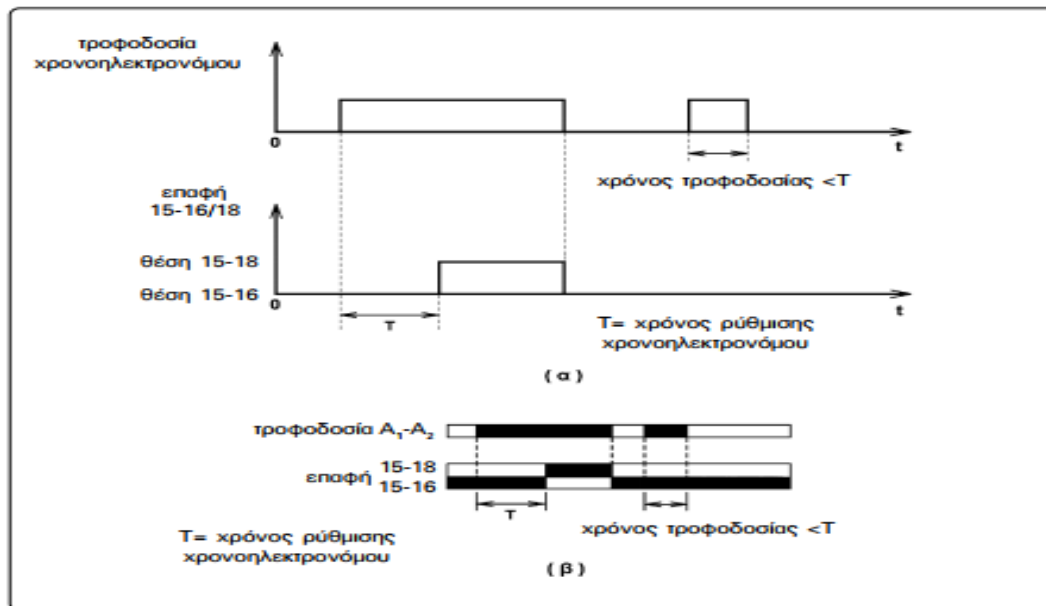 τροφοδοσία
χρονοηλεκτρονόμου
0
t
χρόνος τροφοδοσίας <T
επαφή
15-16/18
θέση 15-18
θέση 15-16
0
t
T
T= χρόνος ρύθμισης
χρονοηλεκτρονόμου
( α )
τροφοδοσία A₁-A₂
επαφή 15-18
15-16
T
χρόνος τροφοδοσίας <T
T= χρόνος ρύθμισης
χρονοηλεκτρονόμου
( β )